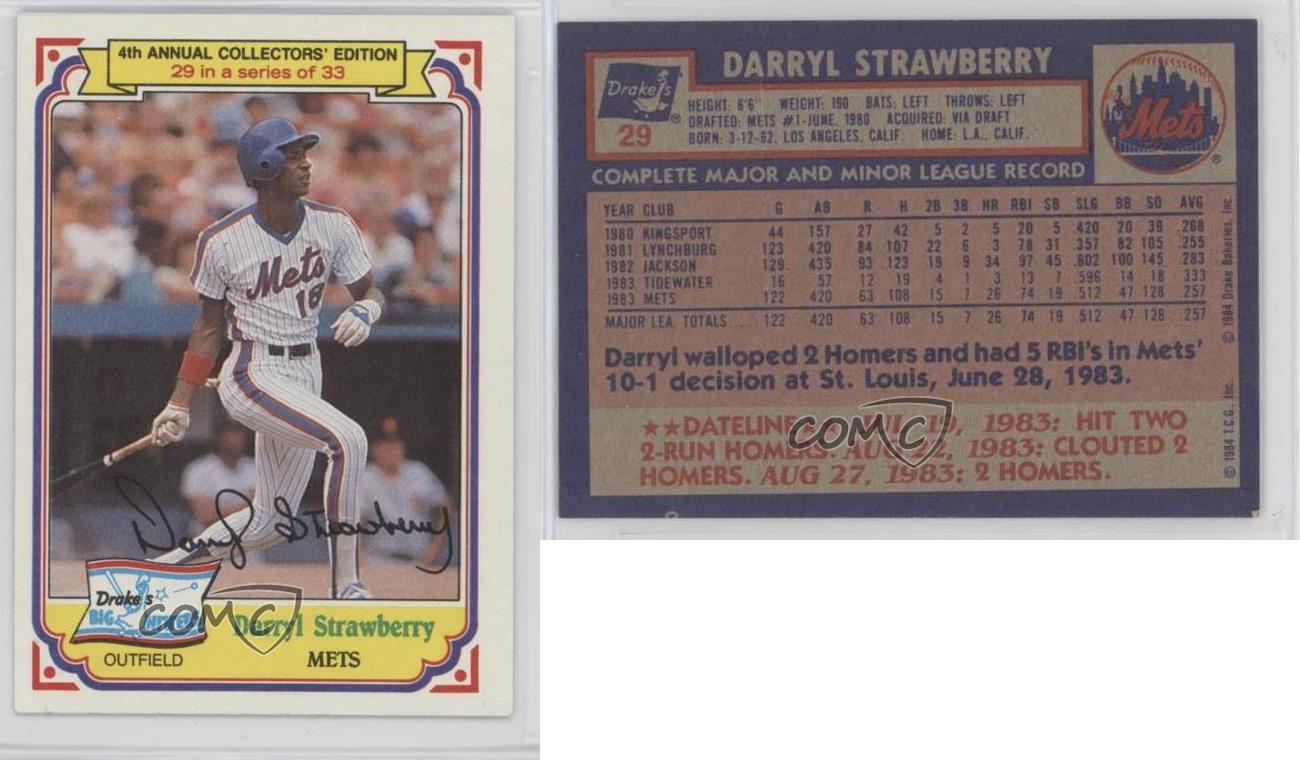 4th ANNUAL COLLECTORS' EDITION
29 in a series of 33
Mets
18
Darryl Strawberry
Drake's
BIG HITTERS
COMC
Darryl Strawberry
OUTFIELD
METS
DARRYL STRAWBERRY
Drake's
®
29
HEIGHT: 6'6" WEIGHT: 190 BATS: LEFT THROWS: LEFT
DRAFTED: METS #1-JUNE, 1980 ACQUIRED: VIA DRAFT
BORN: 3-12-62, LOS ANGELES, CALIF. HOME: L.A., CALIF.
Mets
®
COMPLETE MAJOR AND MINOR LEAGUE RECORD
YEAR CLUB G AB R H 2B 3B HR RBI SB SLG BB SO AVG
1980 KINGSPORT 44 157 27 42 5 2 5 20 5 .420 20 39 .268
1981 LYNCHBURG 123 420 84 107 22 6 3 78 31 .357 82 105 .255
1982 JACKSON 129 435 93 123 19 9 34 97 45 .602 100 145 .283
1983 TIDEWATER 16 57 12 19 4 1 3 13 7 .596 14 18 .333
1983 METS 122 420 63 108 15 7 26 74 19 .512 47 128 .257
MAJOR LEA. TOTALS .... 122 420 63 108 15 7 26 74 19 .512 47 128 .257
Darryl walloped 2 Homers and had 5 RBI's in Mets'
10-1 decision at St. Louis, June 28, 1983.
★★DATELINE JUL 19, 1983: HIT TWO
2-RUN HOMERS. AUG 22, 1983: CLOUTED 2
HOMERS. AUG 27, 1983: 2 HOMERS.
COMC
© 1984 T.C.G., Inc. © 1984 Drake Bakeries, Inc.